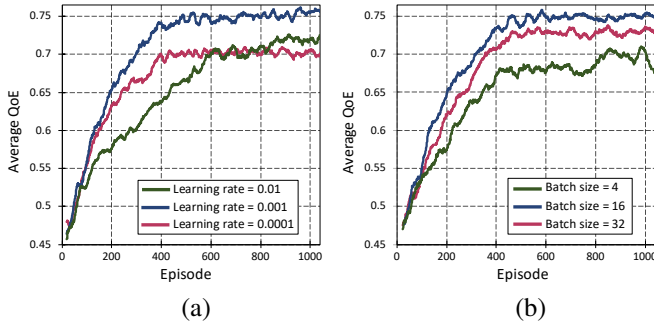 0.75
0.7
0.65
0.6
0.55
0.5
0.45
Average QoE
0 200 400 600 800 1000
Episode
Learning rate = 0.01
Learning rate = 0.001
Learning rate = 0.0001
(a)
0.75
0.7
0.65
0.6
0.55
0.5
0.45
Average QoE
0 200 400 600 800 1000
Episode
Batch size = 4
Batch size = 16
Batch size = 32
(b)